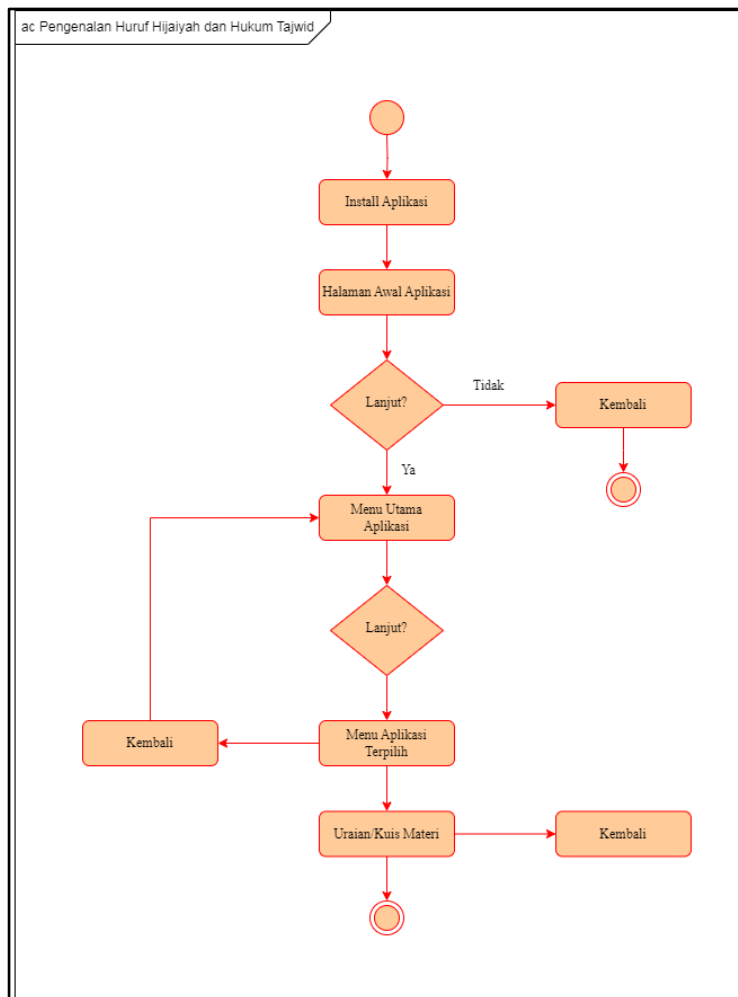 ac Pengenalan Huruf Hijaiyah dan Hukum Tajwid
Install Aplikasi
Halaman Awal Aplikasi
Lanjut?
Tidak
Kembali
Ya
Menu Utama
Aplikasi
Lanjut?
Kembali
Menu Aplikasi
Terpilih
Uraian/Kuis Materi
Kembali